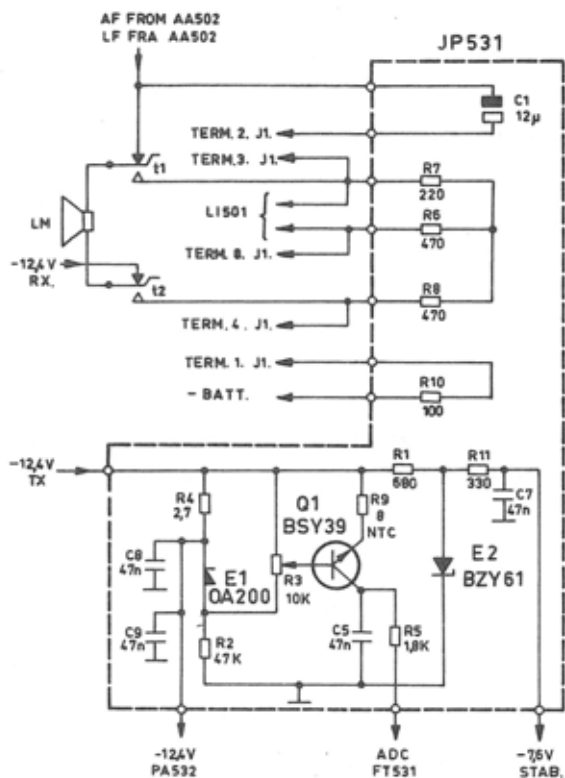 AF FROM AA502
LF FRA AA502
JP531
C1
12µ
TERM. 2. J1.
TERM. 3. J1.
t1
R7
220
LM
LI501
R6
470
-12,4V
RX.
TERM. 8. J1.
t2
R8
470
TERM. 4. J1.
TERM. 1. J1.
- BATT.
R10
100
-12,4V
TX
R1
680
R11
330
R4
2,7
Q1
BSY39
R9
8
NTC
C7
47n
C8
47n
E1
OA200
R3
10K
E2
BZY61
C9
47n
R2
47K
C5
47n
R5
1,8K
-12,4V
PA532
ADC
FT531
-7,6V
STAB.